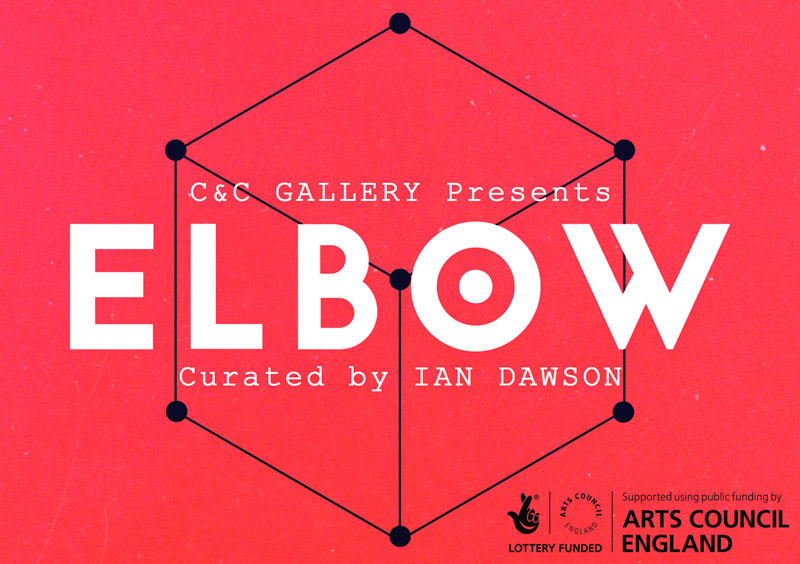 C&C GALLERY Presents
ELBOW
Curated by IAN DAWSON
®
ARTS COUNCIL
ENGLAND
LOTTERY FUNDED
Supported using public funding by
ARTS COUNCIL
ENGLAND